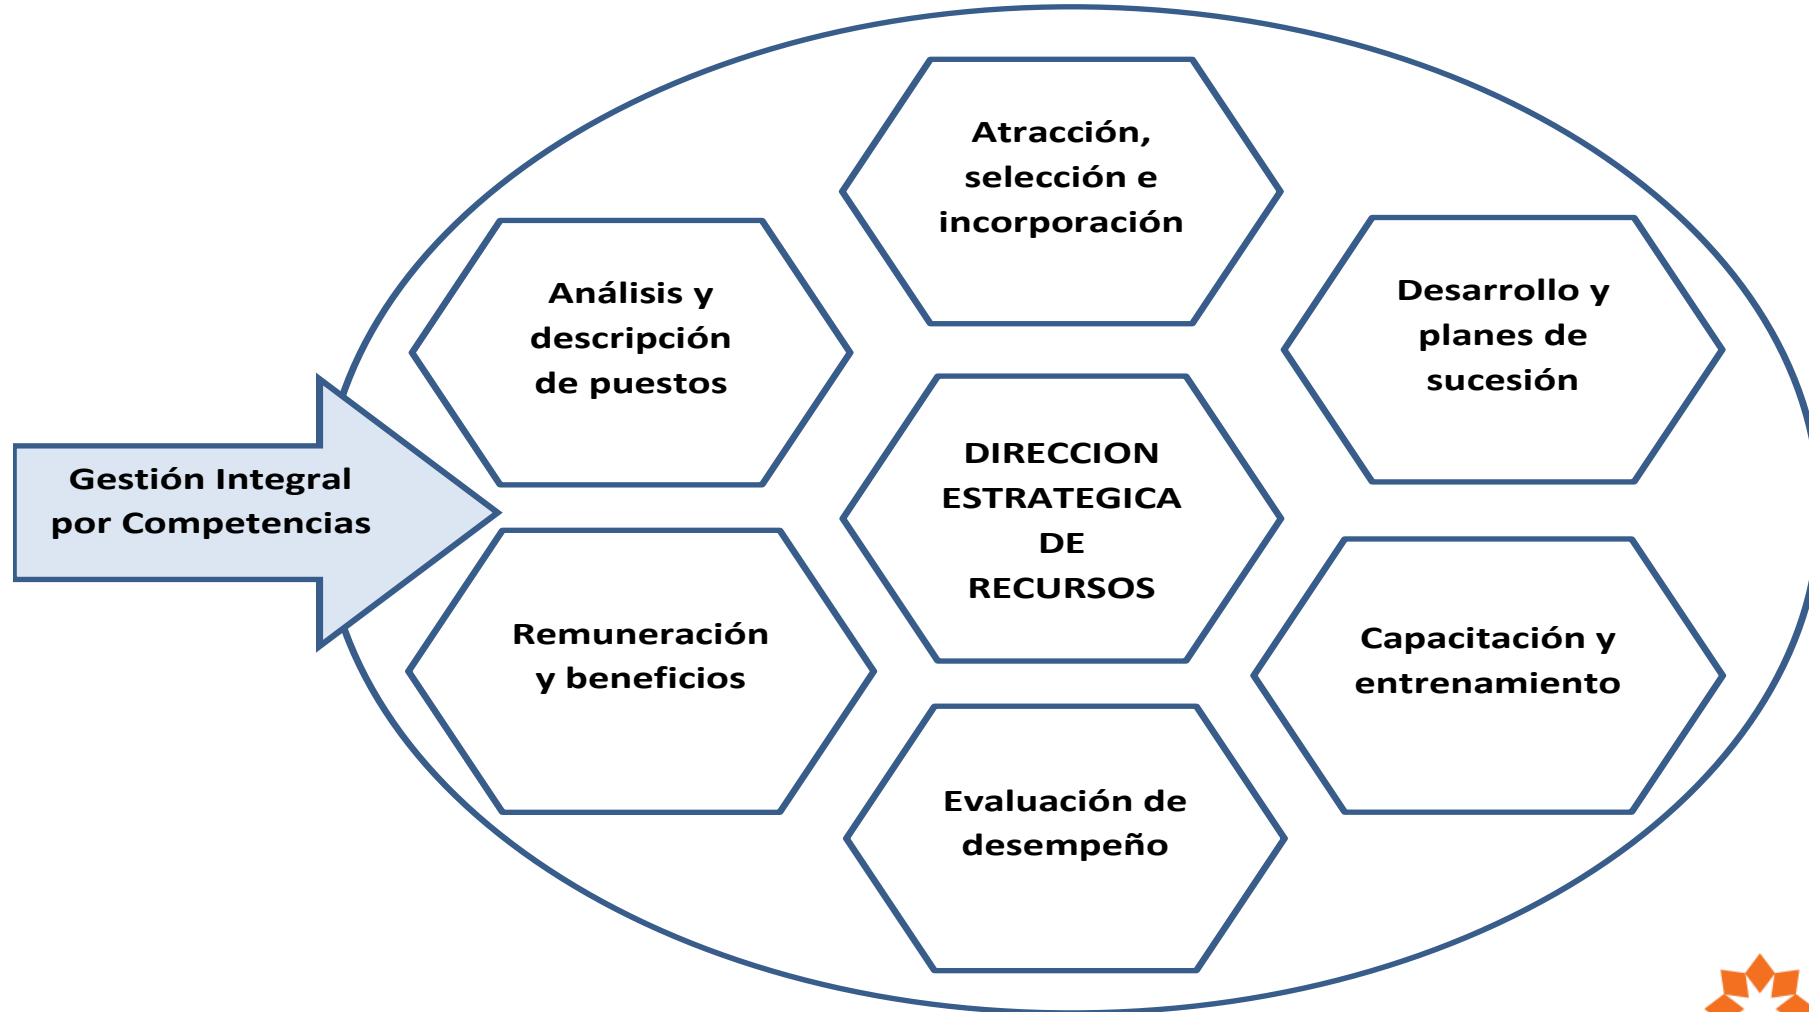 Atracción,
selección e
incorporación
Análisis y
descripción
de puestos
Desarrollo y
planes de
sucesión
Gestión Integral
por Competencias
DIRECCION
ESTRATEGICA
DE
RECURSOS
Remuneración
y beneficios
Capacitación y
entrenamiento
Evaluación de
desempeño